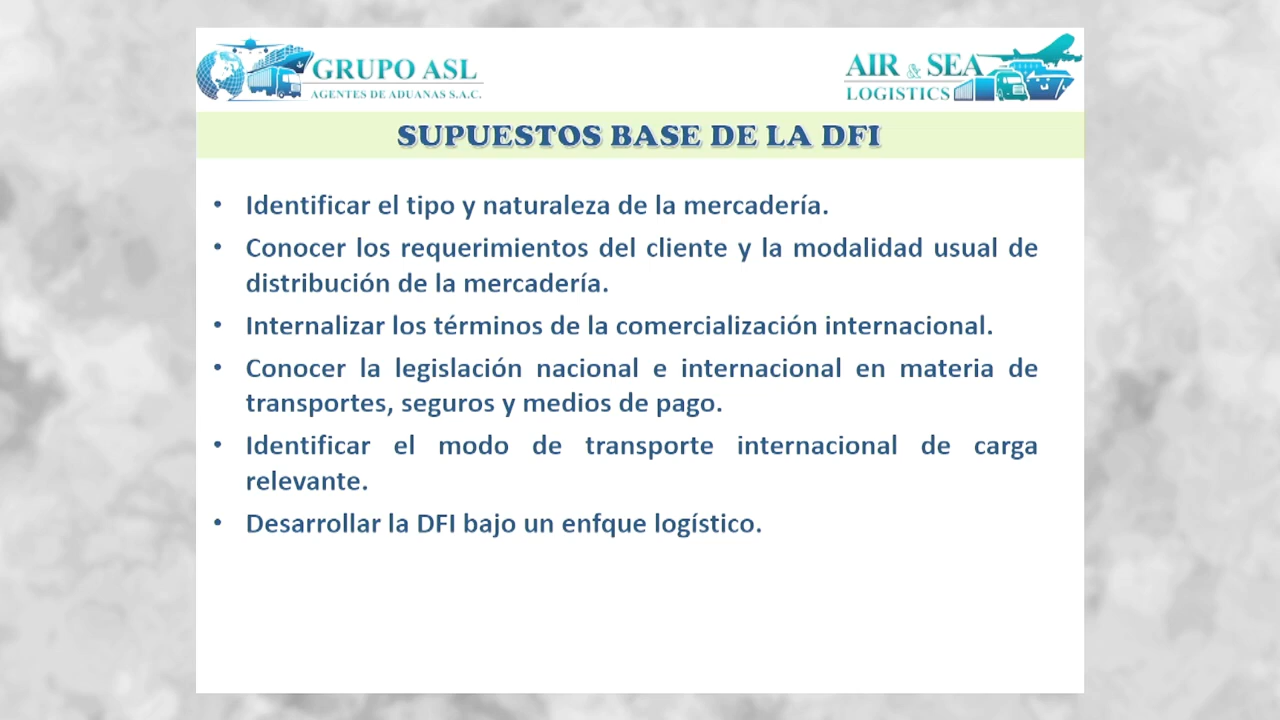 GRUPO ASL
AGENTES DE ADUANAS S.A.C.
AIR & SEA
LOGISTICS
SUPUESTOS BASE DE LA DFI
• Identificar el tipo y naturaleza de la mercadería.
• Conocer los requerimientos del cliente y la modalidad usual de
distribución de la mercadería.
• Internalizar los términos de la comercialización internacional.
• Conocer la legislación nacional e internacional en materia de
transportes, seguros y medios de pago.
• Identificar el modo de transporte internacional de carga
relevante.
• Desarrollar la DFI bajo un enfque logístico.